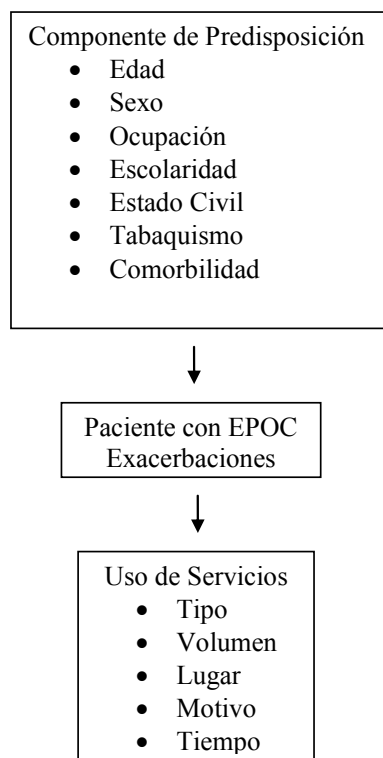 Componente de Predisposición
• Edad
• Sexo
• Ocupación
• Escolaridad
• Estado Civil
• Tabaquismo
• Comorbilidad
Paciente con EPOC
Exacerbaciones
Uso de Servicios
• Tipo
• Volumen
• Lugar
• Motivo
• Tiempo